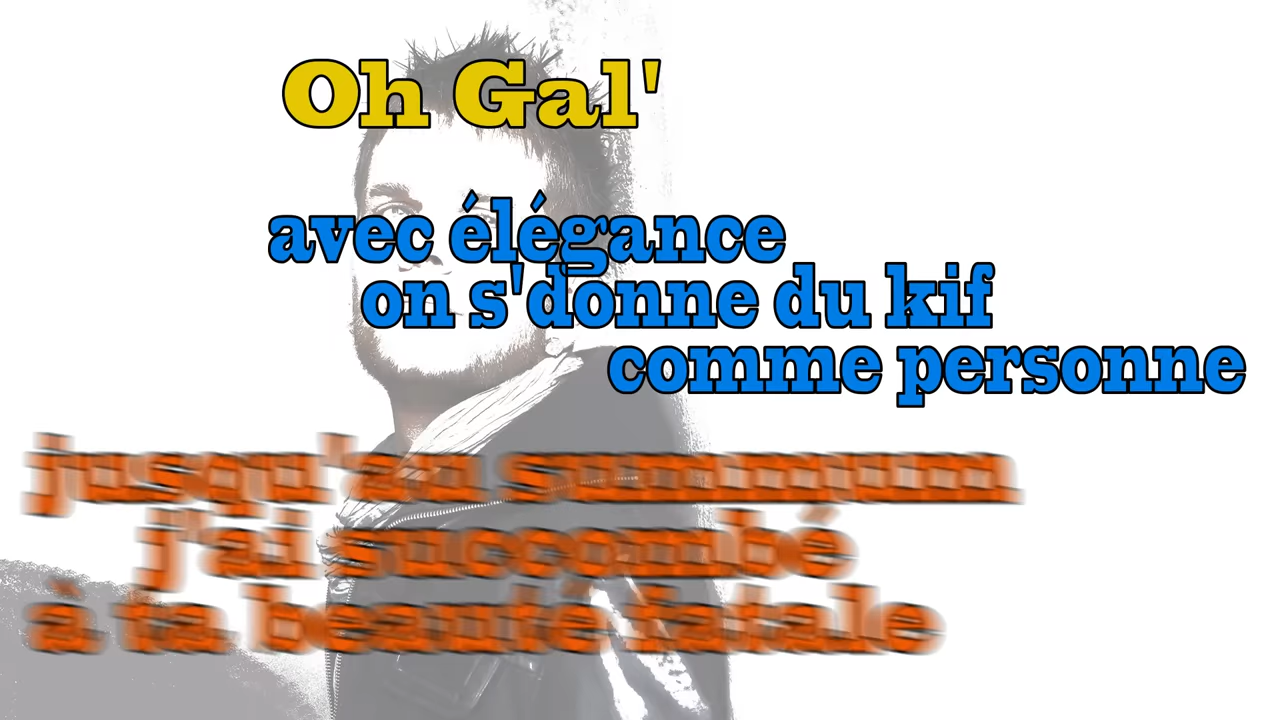 Oh Gal'
avec élégance
on s'donne du kif
comme personne
jusqu'au summum
j'ai succombé
à ta beauté fatale